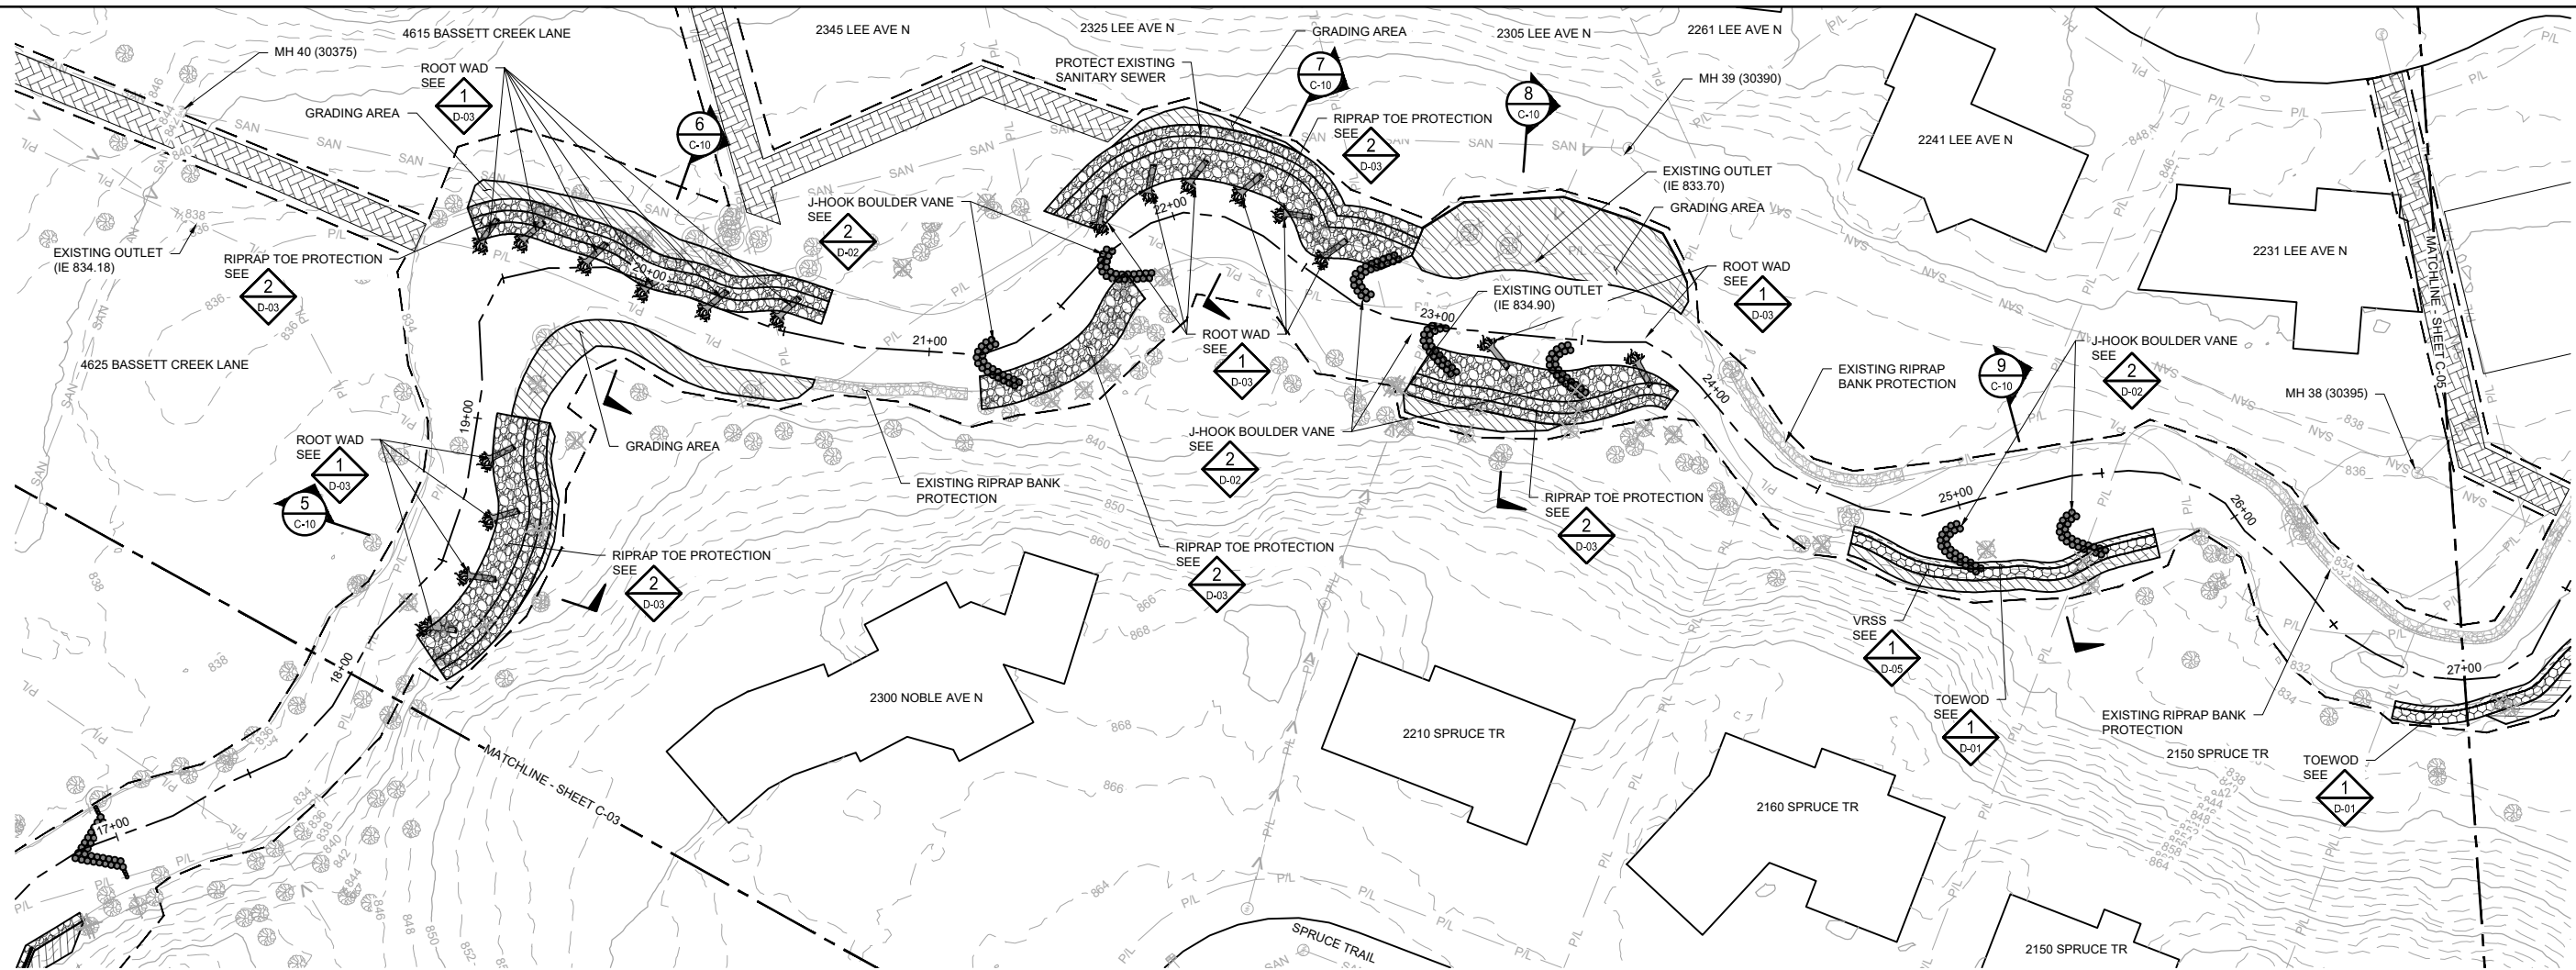 4615 BASSETT CREEK LANE
2345 LEE AVE N
2325 LEE AVE N
2305 LEE AVE N
2261 LEE AVE N
MH 40 (30375)
ROOT WAD
SEE
1
D-03
GRADING AREA
6
C-10
PROTECT EXISTING
SANITARY SEWER
GRADING AREA
7
C-10
8
C-10
MH 39 (30390)
RIPRAP TOE PROTECTION
SEE
2
D-03
EXISTING OUTLET
(IE 833.70)
GRADING AREA
2241 LEE AVE N
2231 LEE AVE N
MATCHLINE - SHEET C-05
J-HOOK BOULDER VANE
SEE
2
D-02
EXISTING OUTLET
(IE 834.18)
RIPRAP TOE PROTECTION
SEE
2
D-03
4625 BASSETT CREEK LANE
20+00
21+00
22+00
23+00
EXISTING OUTLET
(IE 834.90)
ROOT WAD
SEE
1
D-03
ROOT WAD
SEE
1
D-03
J-HOOK BOULDER VANE
SEE
2
D-02
EXISTING RIPRAP
BANK PROTECTION
9
C-10
MH 38 (30395)
19+00
24+00
ROOT WAD
SEE
1
D-03
5
C-10
GRADING AREA
EXISTING RIPRAP BANK
PROTECTION
J-HOOK BOULDER VANE
SEE
2
D-02
RIPRAP TOE PROTECTION
SEE
2
D-03
25+00
26+00
RIPRAP TOE PROTECTION
SEE
2
D-03
RIPRAP TOE PROTECTION
SEE
2
D-03
VRSS
SEE
1
D-05
TOEWOD
SEE
1
D-01
EXISTING RIPRAP BANK
PROTECTION
27+00
18+00
2300 NOBLE AVE N
2210 SPRUCE TR
2150 SPRUCE TR
TOEWOD
SEE
1
D-01
MATCHLINE - SHEET C-03
2160 SPRUCE TR
17+00
SPRUCE TRAIL
2150 SPRUCE TR